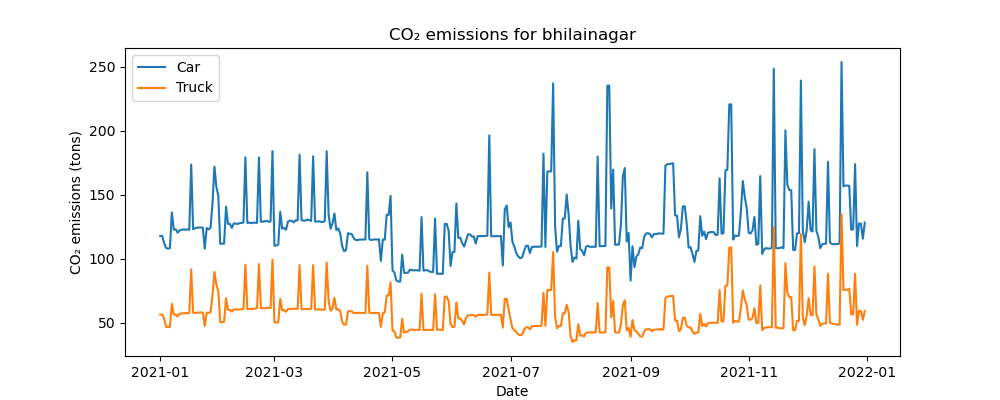 CO₂ emissions for bhilainagar
Car
Truck
CO₂ emissions (tons)
250
200
150
100
50
2021-01
2021-03
2021-05
2021-07
2021-09
2021-11
2022-01
Date